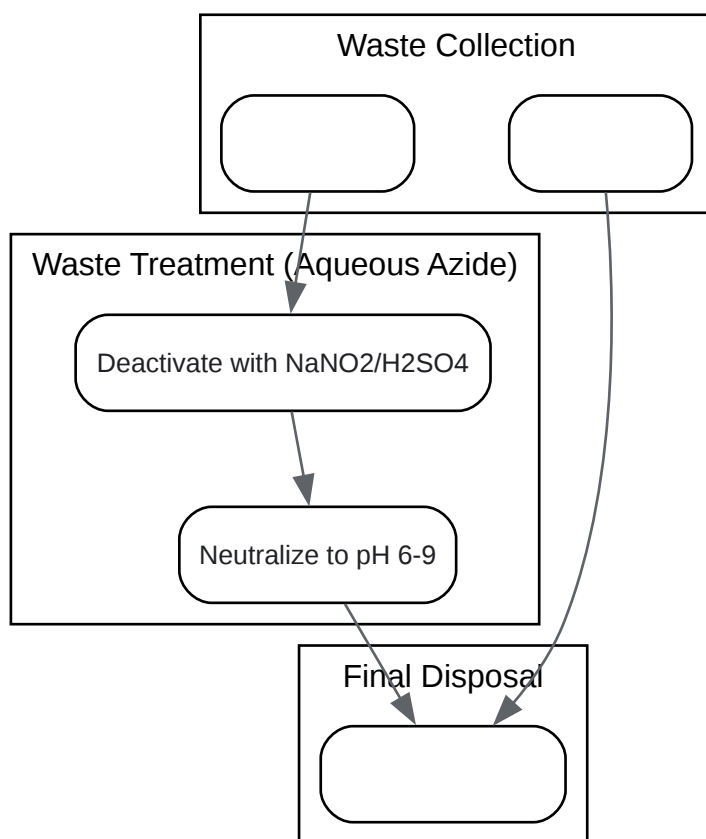 Waste Collection
Waste Treatment (Aqueous Azide)
Deactivate with NaNO2/H2SO4
Neutralize to pH 6-9
Final Disposal